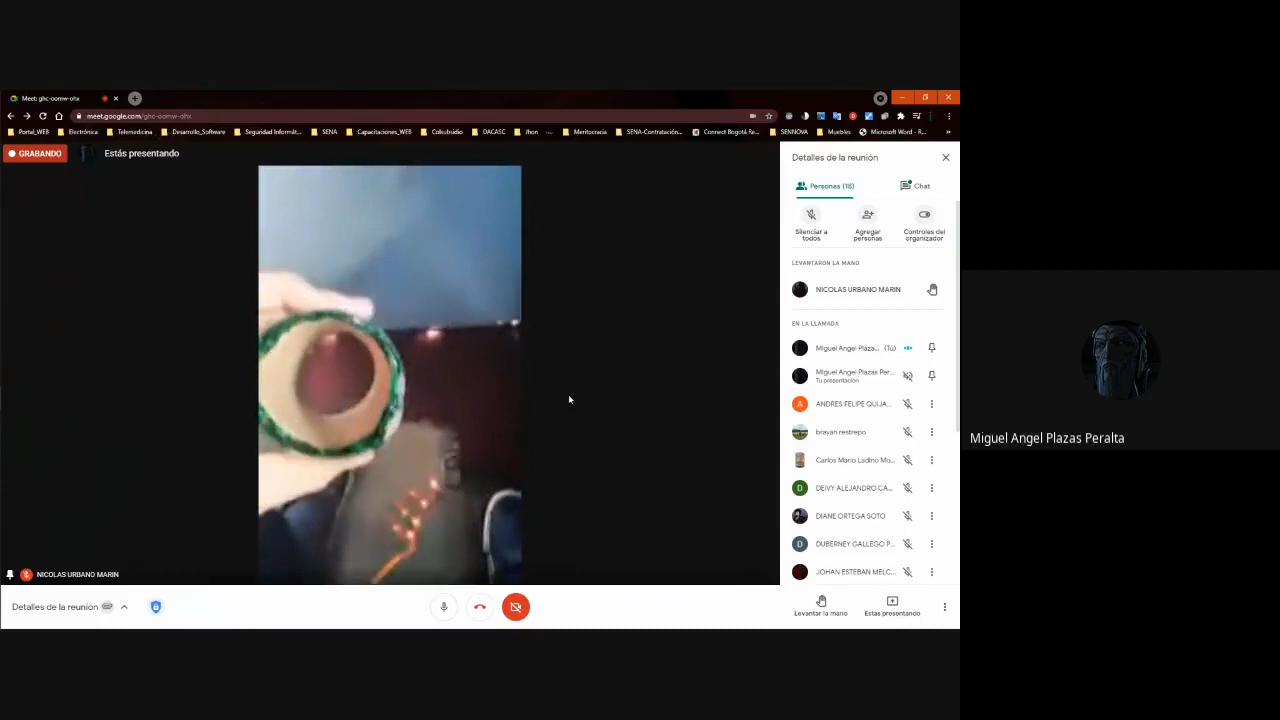 Meet: ghc-oomw-ohx
meet.google.com/ghc-oomw-ohx
Portal_WEB
Electrónica
Telemedicina
Desarrollo_Software
Seguridad Informát...
SENA
Capacitaciones_WEB
Colsubsidio
DACASC
Jhon
Meritocracia
SENA-Contratación...
Connect Bogotá Re...
SENNOVA
Muebles
Microsoft Word - R...
GRABANDO
Estás presentando
Detalles de la reunión
Personas (18)
Chat
Silenciar a
todos
Agregar
personas
Controles del
organizador
LEVANTARON LA MANO
NICOLAS URBANO MARIN
EN LA LLAMADA
Miguel Angel Plaza... (Tú)
Miguel Angel Plazas Per...
Tu presentación
ANDRES FELIPE QUIJA...
brayan restrepo
Carlos Mario Ladino Mo...
DEIVY ALEJANDRO CA...
DIANE ORTEGA SOTO
DUBERNEY GALLEGO P...
JOHAN ESTEBAN MELC...
NICOLAS URBANO MARIN
Detalles de la reunión
Levantar la mano
Estás presentando
Miguel Angel Plazas Peralta